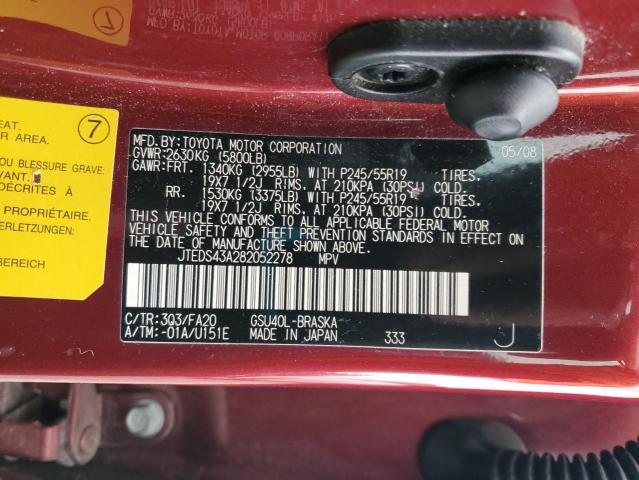 7
EAT.
R AREA.
OU BLESSURE GRAVE:
ARRIÈRE.
PROPRIÉTAIRE.
ERLETZUNGEN:
BEREICH
7
MFD.BY:TOYOTA MOTOR CORPORATION 05/08
GVWR:2630KG (5800LB)
GAWR:FRT. 1340KG (2955LB) WITH P245/55R19 TIRES.
19X7 1/2J RIMS, AT 210KPA (30PSI) COLD.
RR. 1530KG (3375LB) WITH P245/55R19 TIRES.
19X7 1/2J RIMS, AT 210KPA (30PSI) COLD.
THIS VEHICLE CONFORMS TO ALL APPLICABLE FEDERAL MOTOR
VEHICLE SAFETY AND THEFT PREVENTION STANDARDS IN EFFECT ON
THE DATE OF MANUFACTURE SHOWN ABOVE.
JTEDS43A282052278 MPV
C/TR:3Q3/FA20 GSU40L-BRASKA
A/TM:-01A/U151E MADE IN JAPAN 333 J